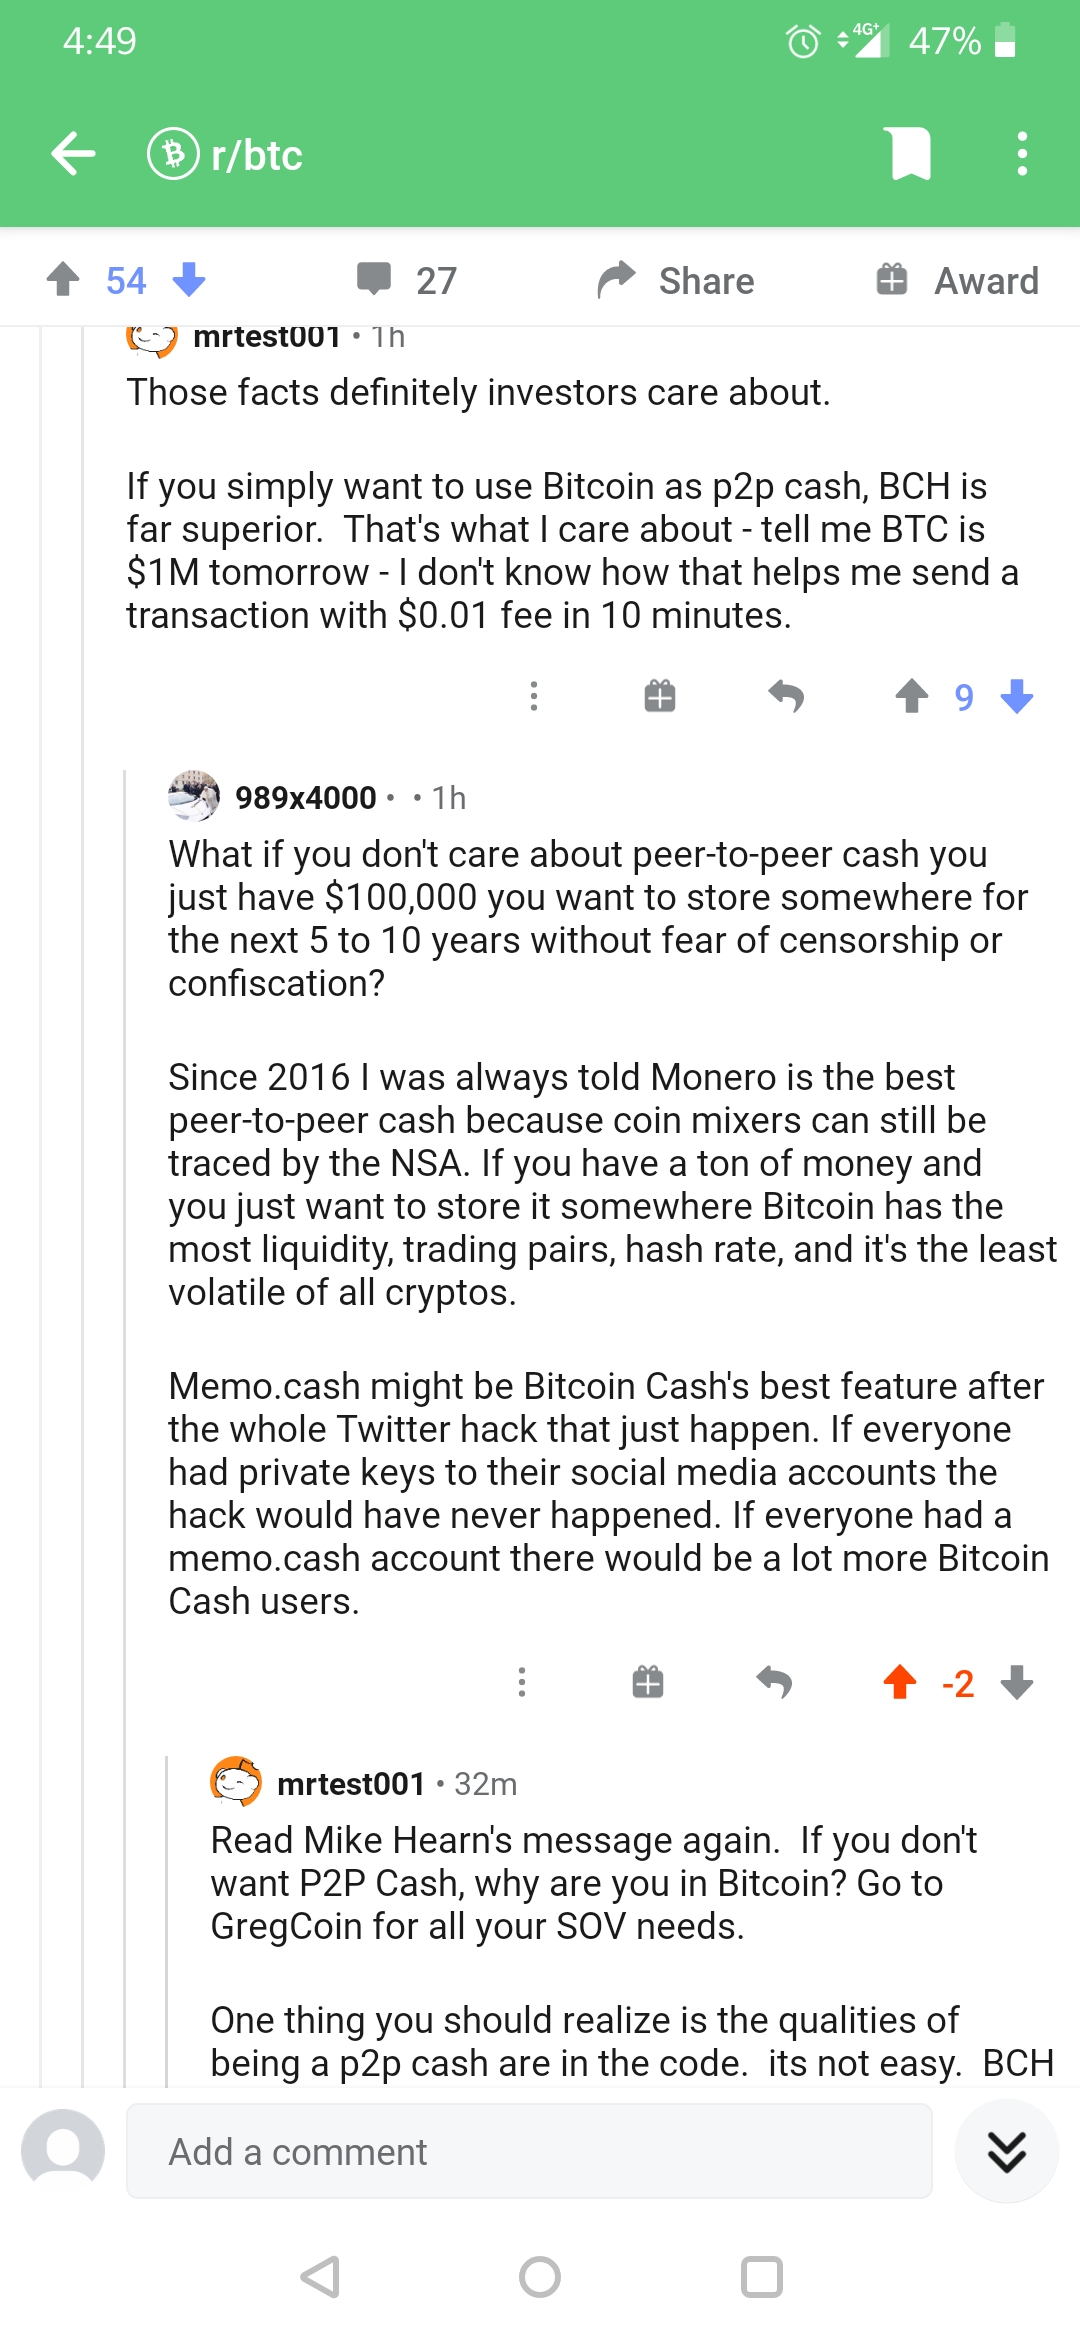 4:49
4G+ 47%
r/btc
54 27 Share Award
mrtest001 • 1h
Those facts definitely investors care about.
If you simply want to use Bitcoin as p2p cash, BCH is
far superior.  That's what I care about - tell me BTC is
$1M tomorrow - I don't know how that helps me send a
transaction with $0.01 fee in 10 minutes.
9
989x4000 • • 1h
What if you don't care about peer-to-peer cash you
just have $100,000 you want to store somewhere for
the next 5 to 10 years without fear of censorship or
confiscation?
Since 2016 I was always told Monero is the best
peer-to-peer cash because coin mixers can still be
traced by the NSA. If you have a ton of money and
you just want to store it somewhere Bitcoin has the
most liquidity, trading pairs, hash rate, and it's the least
volatile of all cryptos.
Memo.cash might be Bitcoin Cash's best feature after
the whole Twitter hack that just happen. If everyone
had private keys to their social media accounts the
hack would have never happened. If everyone had a
memo.cash account there would be a lot more Bitcoin
Cash users.
-2
mrtest001 • 32m
Read Mike Hearn's message again.  If you don't
want P2P Cash, why are you in Bitcoin? Go to
GregCoin for all your SOV needs.
One thing you should realize is the qualities of
being a p2p cash are in the code.  its not easy.  BCH
Add a comment